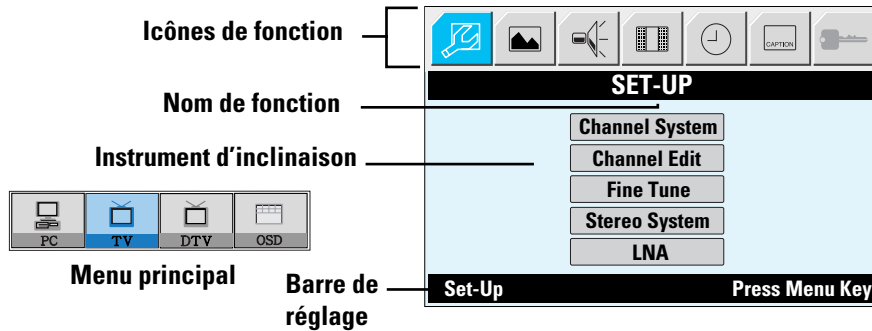 Icônes de fonction
CAPTION
SET-UP
Nom de fonction
Channel System
Instrument d'inclinaison
Channel Edit
Fine Tune
Stereo System
LNA
PC TV DTV OSD
Menu principal
Barre de
réglage
Set-Up Press Menu Key